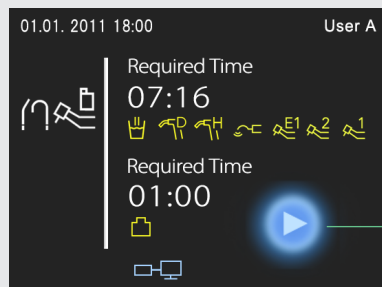 01.01. 2011 18:00 User A
Required Time
07:16
D H E1 2 1
Required Time
01:00